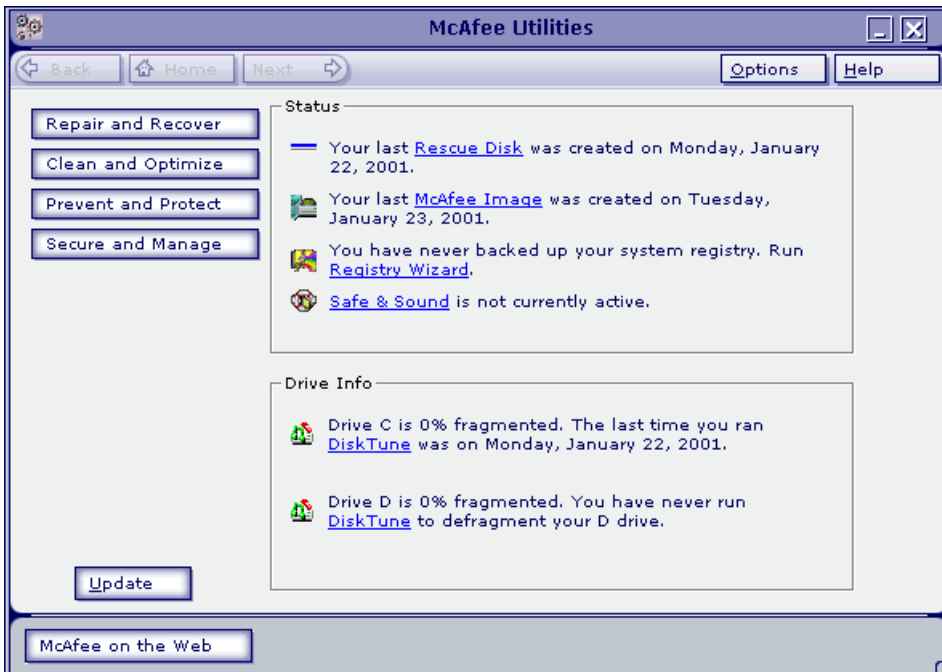 McAfee Utilities
Back
Home
Next
Options
Help
Repair and Recover
Clean and Optimize
Prevent and Protect
Secure and Manage
Status
Your last Rescue Disk was created on Monday, January
22, 2001.
Your last McAfee Image was created on Tuesday,
January 23, 2001.
You have never backed up your system registry. Run
Registry Wizard.
Safe & Sound is not currently active.
Drive Info
Drive C is 0% fragmented. The last time you ran
DiskTune was on Monday, January 22, 2001.
Drive D is 0% fragmented. You have never run
DiskTune to defragment your D drive.
Update
McAfee on the Web